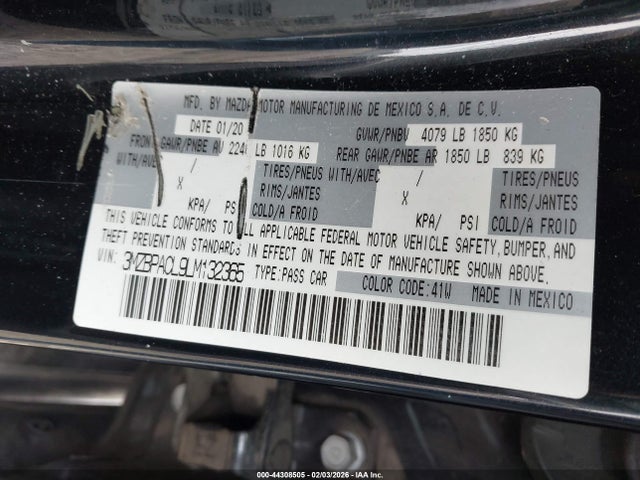 MFD. BY MAZDA MOTOR MANUFACTURING DE MEXICO S.A. DE C.V.
DATE 01/20 GVWR/PNBV 4079 LB 1850 KG
FRONT GAWR/PNBE AV 2240 LB 1016 KG REAR GAWR/PNBE AR 1850 LB 839 KG
WITH/AVEC / TIRES/PNEUS WITH/AVEC / TIRES/PNEUS
X RIMS/JANTES X RIMS/JANTES
KPA/ PSI COLD/A FROID KPA/ PSI COLD/A FROID
THIS VEHICLE CONFORMS TO ALL APPLICABLE FEDERAL MOTOR VEHICLE SAFETY, BUMPER, AND
THEFT PREVENTION STANDARDS IN EFFECT ON THE DATE OF MANUFACTURE SHOWN ABOVE.
VIN: 3MZBPACL9LM132365 TYPE:PASS CAR COLOR CODE:41W MADE IN MEXICO
000-44308505 - 02/03/2026 - IAA Inc.